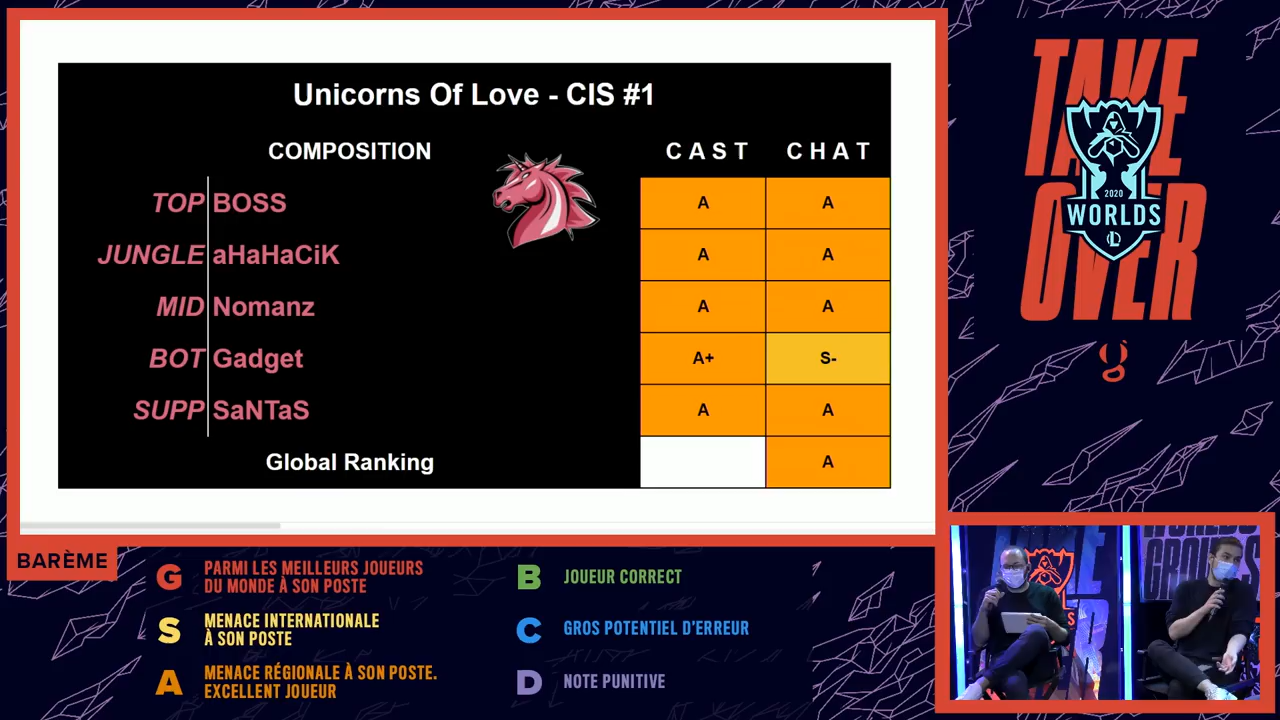 Unicorns Of Love - CIS #1
COMPOSITION
CAST
CHAT
TOP BOSS
A
A
JUNGLE aHaHaCiK
A
A
MID Nomanz
A
A
BOT Gadget
A+
S-
SUPP SaNTaS
A
A
Global Ranking
A
TAKE
OVER
2020
WORLDS
BARÈME
G PARMI LES MEILLEURS JOUEURS
DU MONDE À SON POSTE
S MENACE INTERNATIONALE
À SON POSTE
A MENACE RÉGIONALE À SON POSTE.
EXCELLENT JOUEUR
B JOUEUR CORRECT
C GROS POTENTIEL D'ERREUR
D NOTE PUNITIVE